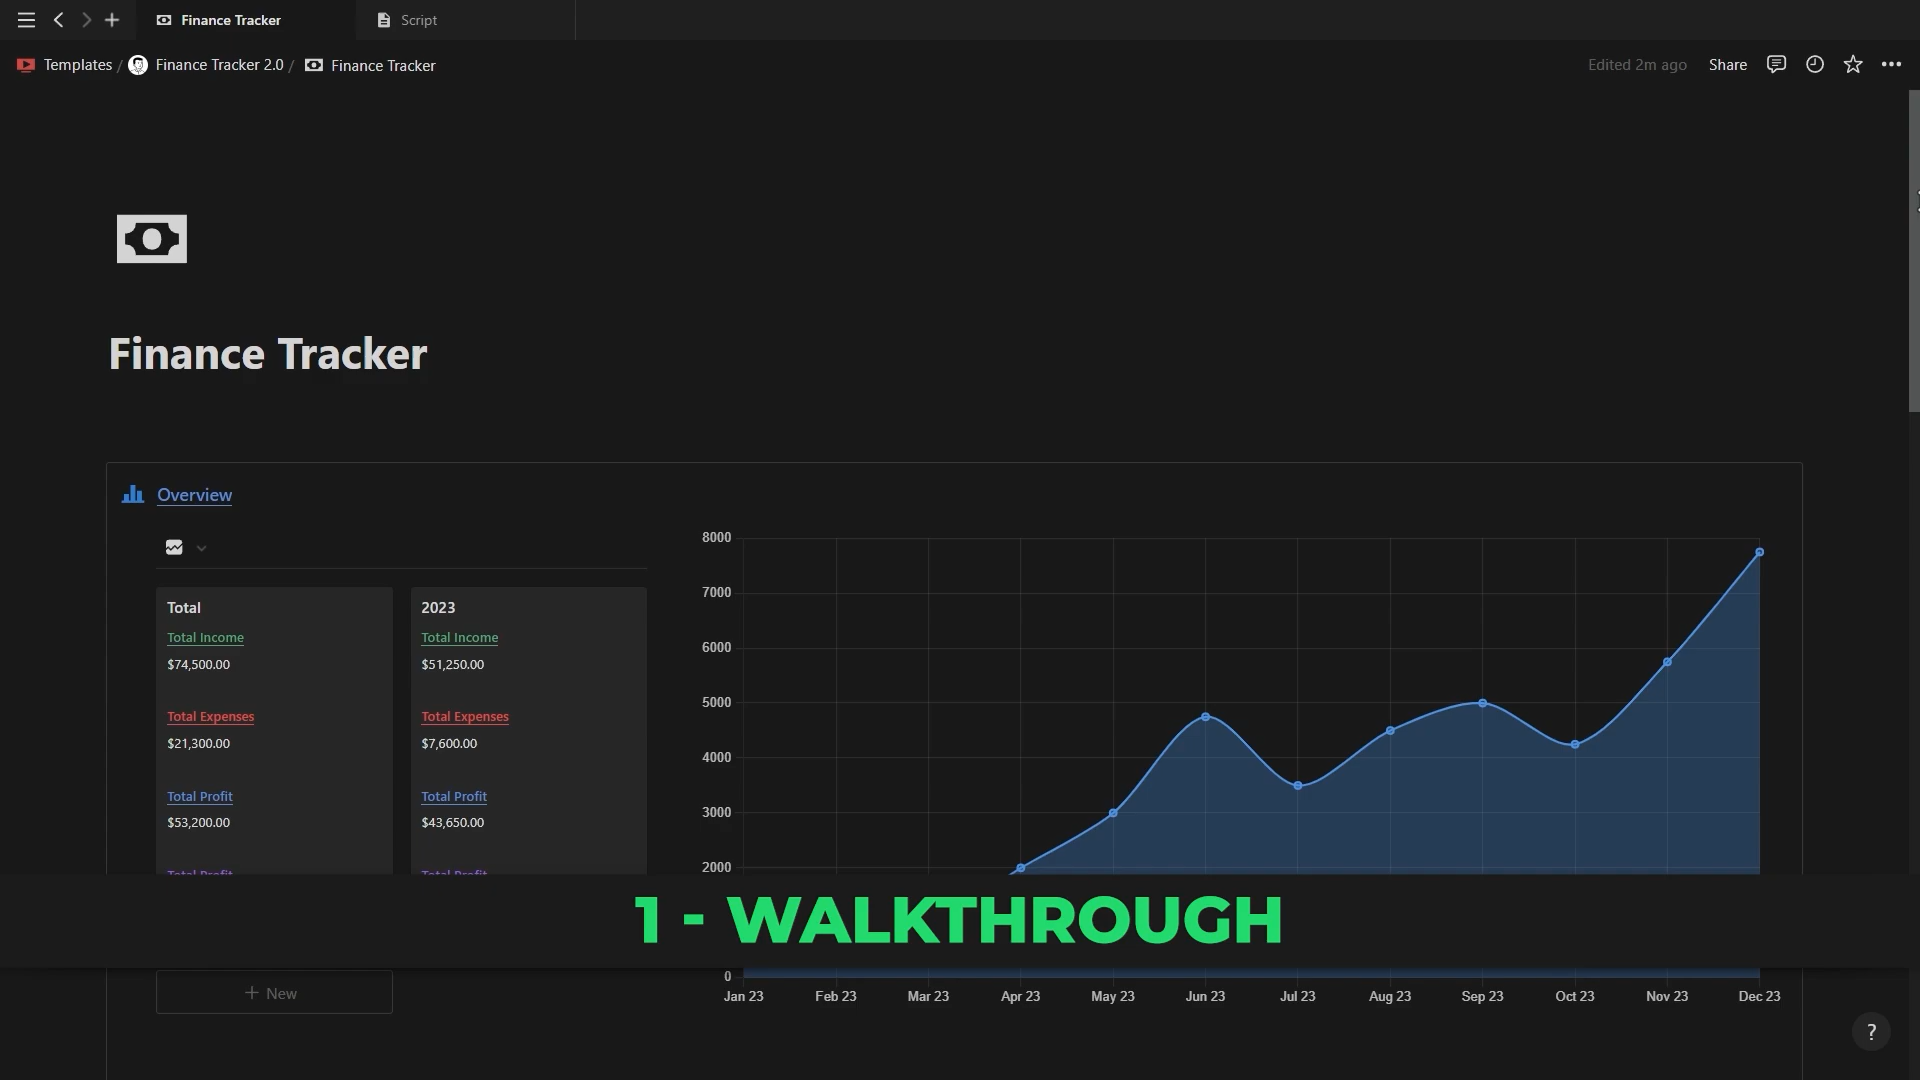 Finance Tracker
Script
Templates / Finance Tracker 2.0 / Finance Tracker
Edited 2m ago
Share
Finance Tracker
Overview
Total
Total Income
$74,500.00
Total Expenses
$21,300.00
Total Profit
$53,200.00
Total Profit
2023
Total Income
$51,250.00
Total Expenses
$7,600.00
Total Profit
$43,650.00
Total Profit
8000
7000
6000
5000
4000
3000
2000
0
Jan 23
Feb 23
Mar 23
Apr 23
May 23
Jun 23
Jul 23
Aug 23
Sep 23
Oct 23
Nov 23
Dec 23
1 - WALKTHROUGH
+ New
?